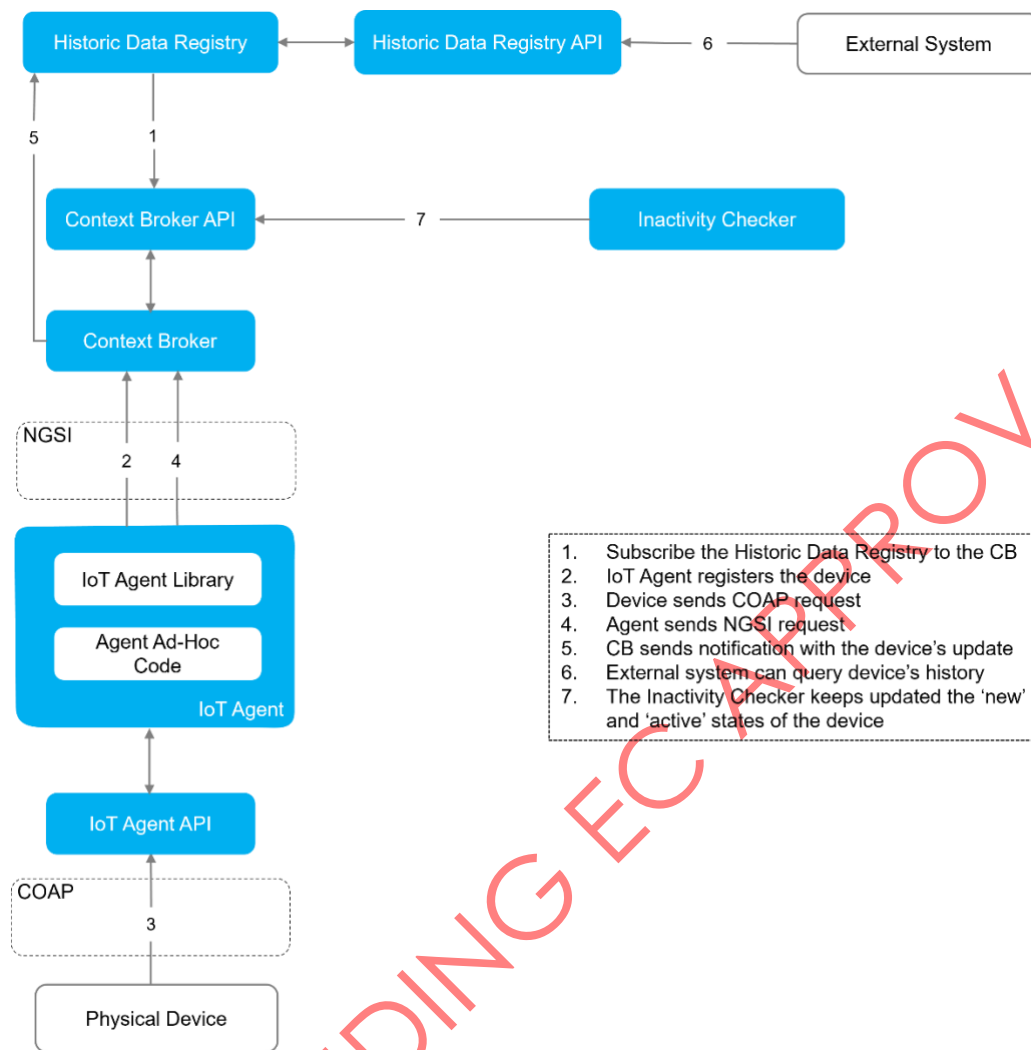 Historic Data Registry
Historic Data Registry API
6
External System
5
1
Context Broker API
7
Inactivity Checker
Context Broker
NGSI
2
4
IoT Agent Library
Agent Ad-Hoc
Code
IoT Agent
1. Subscribe the Historic Data Registry to the CB
2. IoT Agent registers the device
3. Device sends COAP request
4. Agent sends NGSI request
5. CB sends notification with the device's update
6. External system can query device's history
7. The Inactivity Checker keeps updated the 'new'
and 'active' states of the device
IoT Agent API
COAP
3
Physical Device
DING EC APPROV